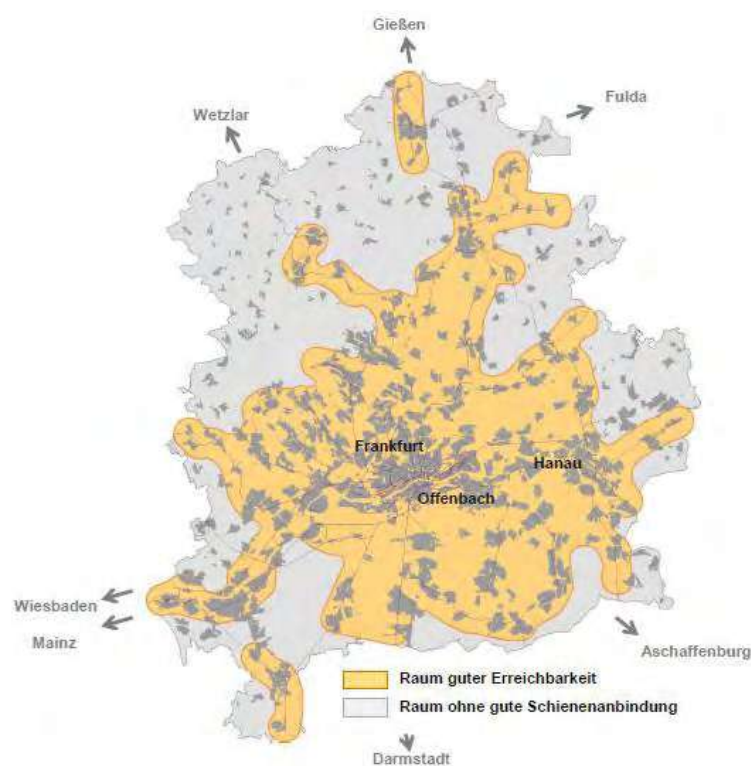 Gießen
Fulda
Wetzlar
Frankfurt
Hanau
Offenbach
Wiesbaden
Mainz
Aschaffenburg
Raum guter Erreichbarkeit
Raum ohne gute Schienenanbindung
Darmstadt